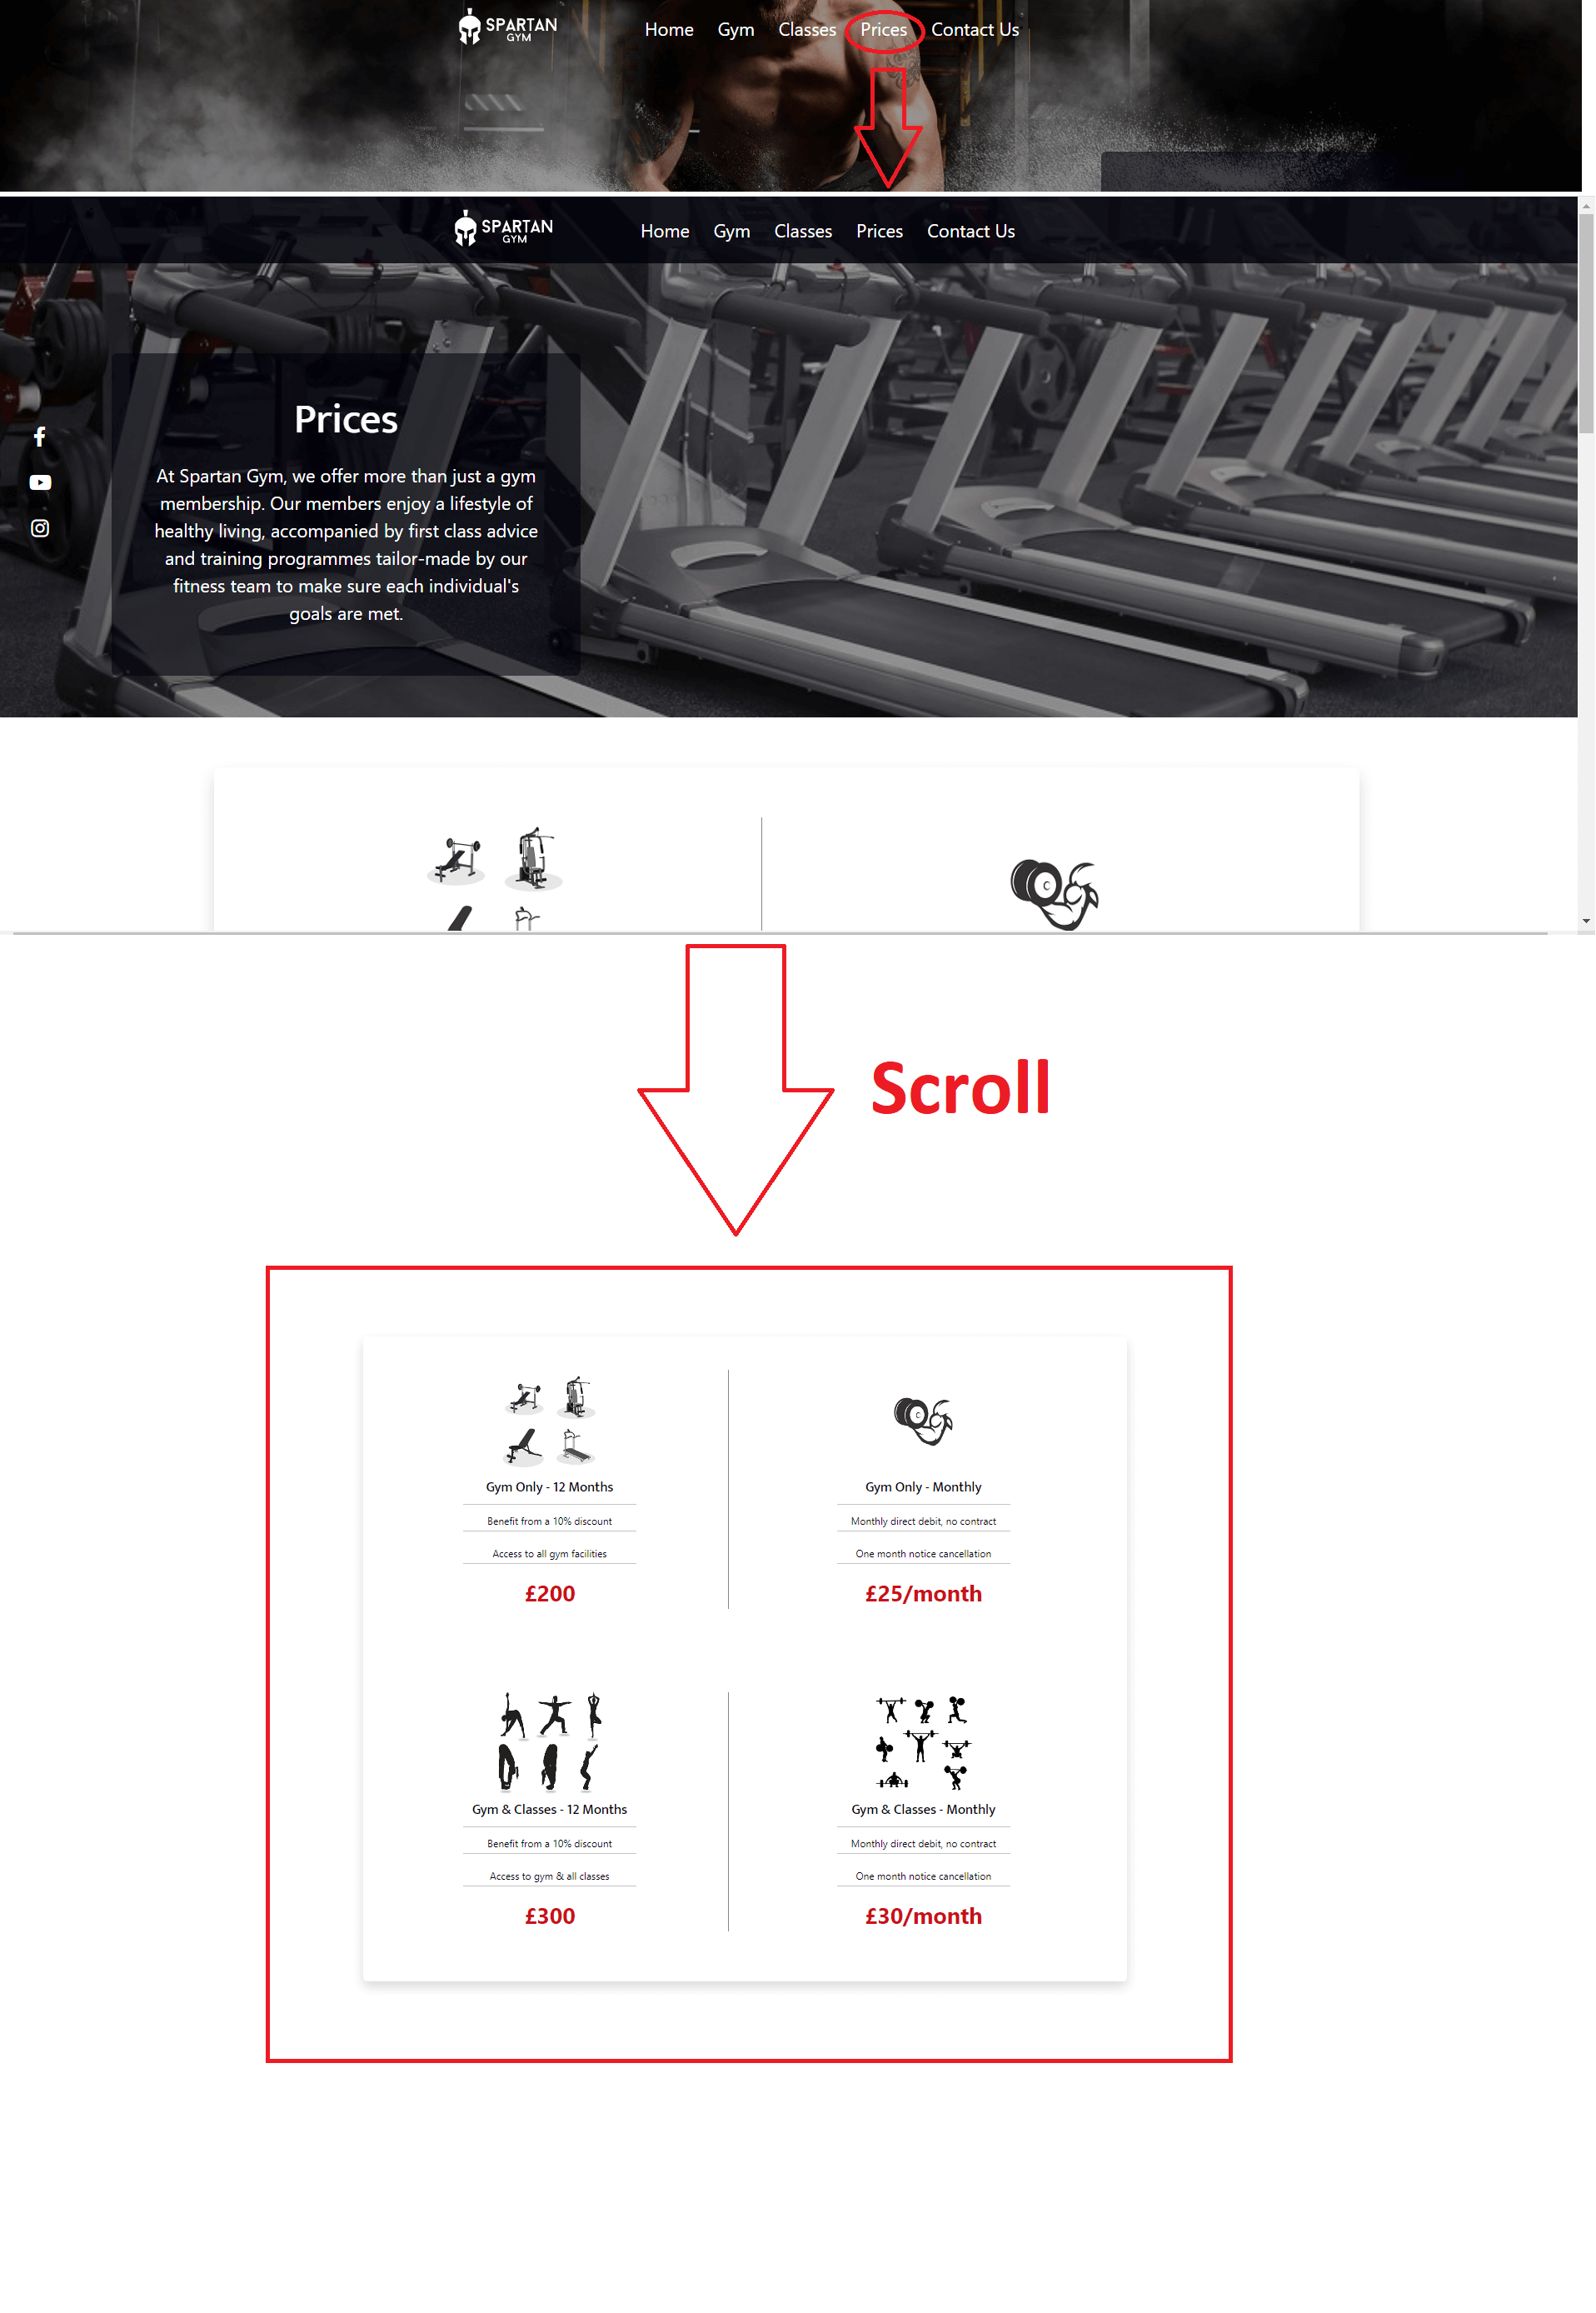 SPARTAN
GYM
Home Gym Classes Prices Contact Us
SPARTAN
GYM
Home Gym Classes Prices Contact Us
Prices
At Spartan Gym, we offer more than just a gym
membership. Our members enjoy a lifestyle of
healthy living, accompanied by first class advice
and training programmes tailor-made by our
fitness team to make sure each individual's
goals are met.
C
Scroll
C
Gym Only - 12 Months
Benefit from a 10% discount
Access to all gym facilities
£200
Gym Only - Monthly
Monthly direct debit, no contract
One month notice cancellation
£25/month
Gym & Classes - 12 Months
Benefit from a 10% discount
Access to gym & all classes
£300
Gym & Classes - Monthly
Monthly direct debit, no contract
One month notice cancellation
£30/month